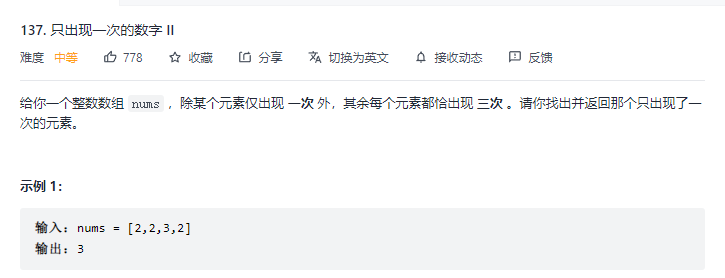 137. 只出现一次的数字 II
难度 中等 778 收藏 分享 切换为英文 接收动态 反馈
给你一个整数数组 nums ，除某个元素仅出现 一次 外，其余每个元素都恰出现 三次 。请你找出并返回那个只出现了一
次的元素。
示例 1：
输入：nums = [2,2,3,2]
输出：3